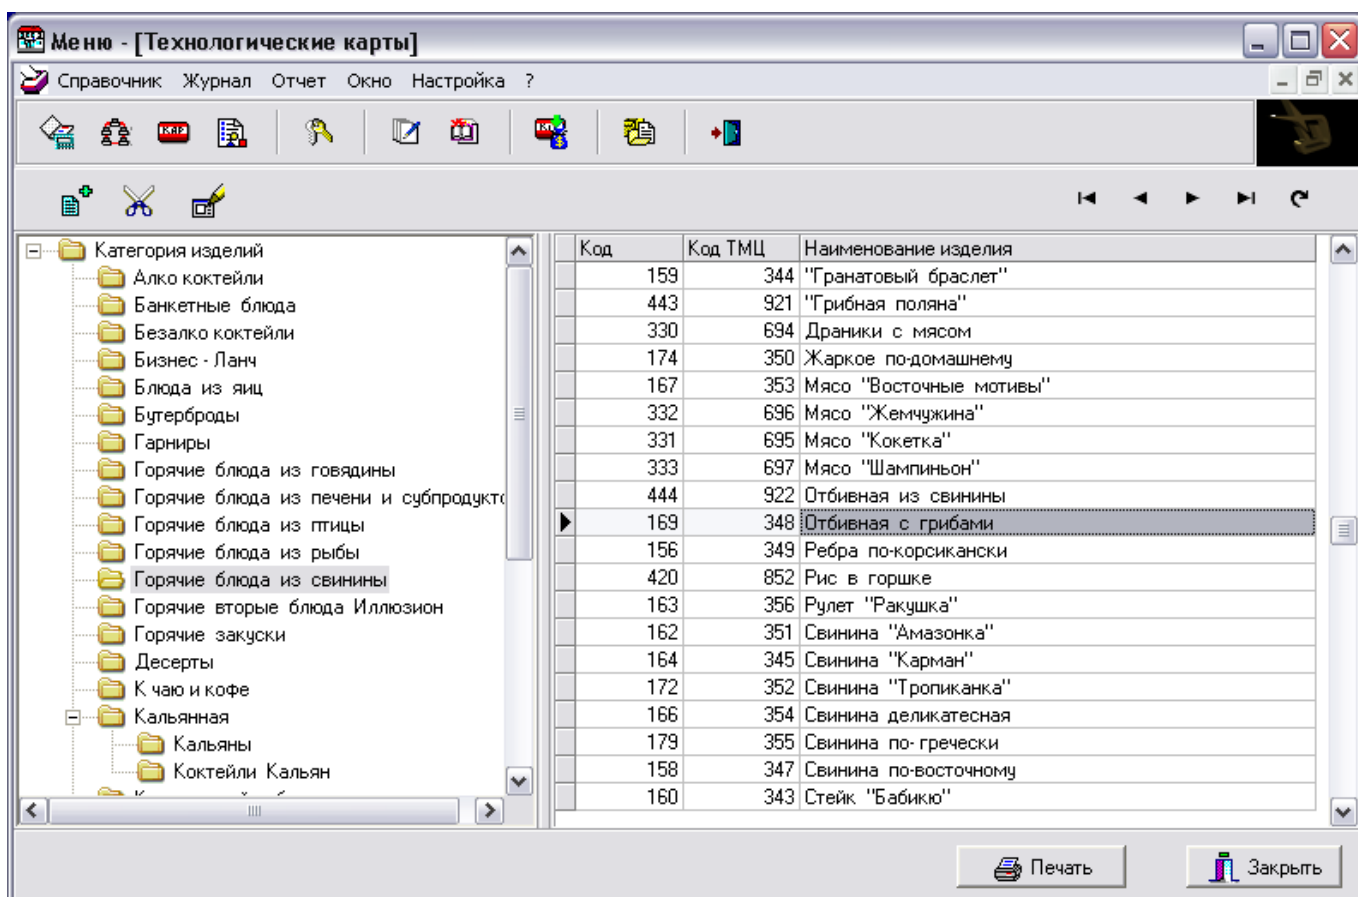 Меню - [Технологические карты]
Справочник Журнал Отчет Окно Настройка ?
КАР
Категория изделий
Алко коктейли
Банкетные блюда
Безалко коктейли
Бизнес - Ланч
Блюда из яиц
Бутерброды
Гарниры
Горячие блюда из говядины
Горячие блюда из печени и субпродукто
Горячие блюда из птицы
Горячие блюда из рыбы
Горячие блюда из свинины
Горячие вторые блюда Иллюзион
Горячие закуски
Десерты
К чаю и кофе
Кальянная
Кальяны
Коктейли Кальян
Код Код ТМЦ Наименование изделия
159 344 "Гранатовый браслет"
443 921 "Грибная поляна"
330 694 Драники с мясом
174 350 Жаркое по-домашнему
167 353 Мясо "Восточные мотивы"
332 696 Мясо "Жемчужина"
331 695 Мясо "Кокетка"
333 697 Мясо "Шампиньон"
444 922 Отбивная из свинины
169 348 Отбивная с грибами
156 349 Ребра по-корсикански
420 852 Рис в горшке
163 356 Рулет "Ракушка"
162 351 Свинина "Амазонка"
164 345 Свинина "Карман"
172 352 Свинина "Тропиканка"
166 354 Свинина деликатесная
179 355 Свинина по- гречески
158 347 Свинина по-восточному
160 343 Стейк "Бабикю"
Печать Закрыть